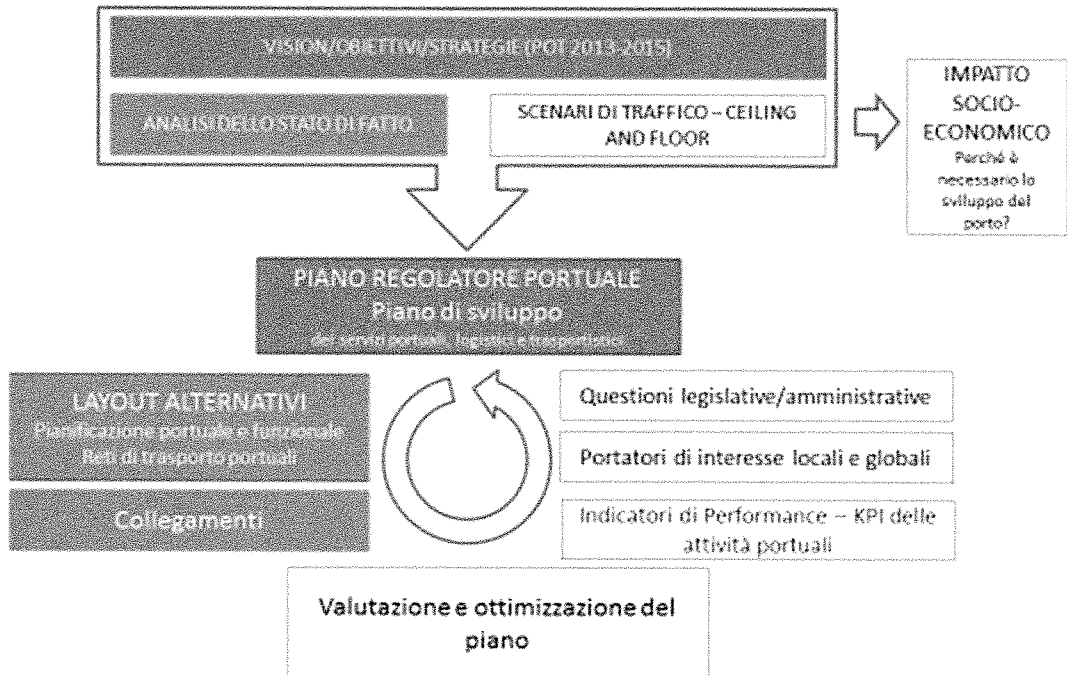 VISION/OBIETTIVI/STRATEGIE (POT 2013-2015)
ANALISI DELLO STATO DI FATTO
SCENARI DI TRAFFICO – CEILING
AND FLOOR
IMPATTO
SOCIO-
ECONOMICO
Perché è
necessario lo
sviluppo del
porto?
PIANO REGOLATORE PORTUALE
Piano di sviluppo
dei servizi portuali, logistici e trasportistici
LAYOUT ALTERNATIVI
Pianificazione portuale e funzionale
Reti di trasporto portuali
Collegamenti
Questioni legislative/amministrative
Portatori di interesse locali e globali
Indicatori di Performance – KPI delle
attività portuali
Valutazione e ottimizzazione del
piano